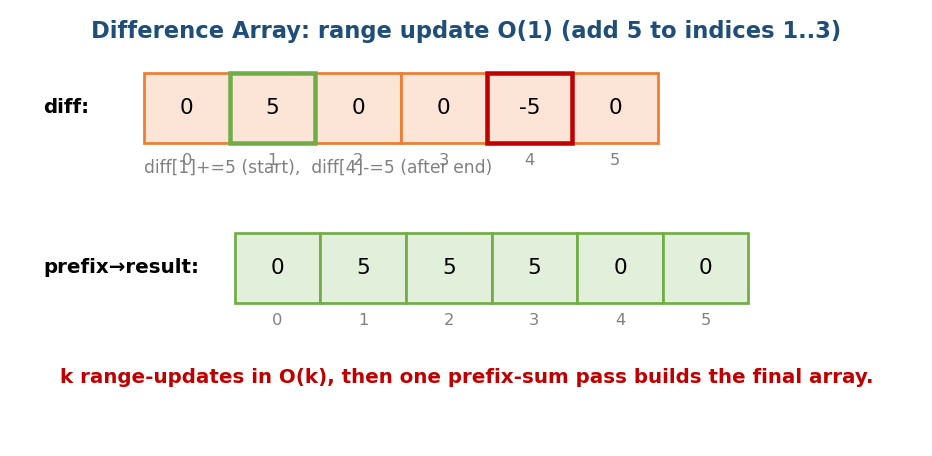 Difference Array: range update O(1) (add 5 to indices 1..3)
diff: 0 5 0 0 -5 0
0 1 2 3 4 5
diff[1]+=5 (start),  diff[4]-=5 (after end)
prefix→result: 0 5 5 5 0 0
0 1 2 3 4 5
k range-updates in O(k), then one prefix-sum pass builds the final array.